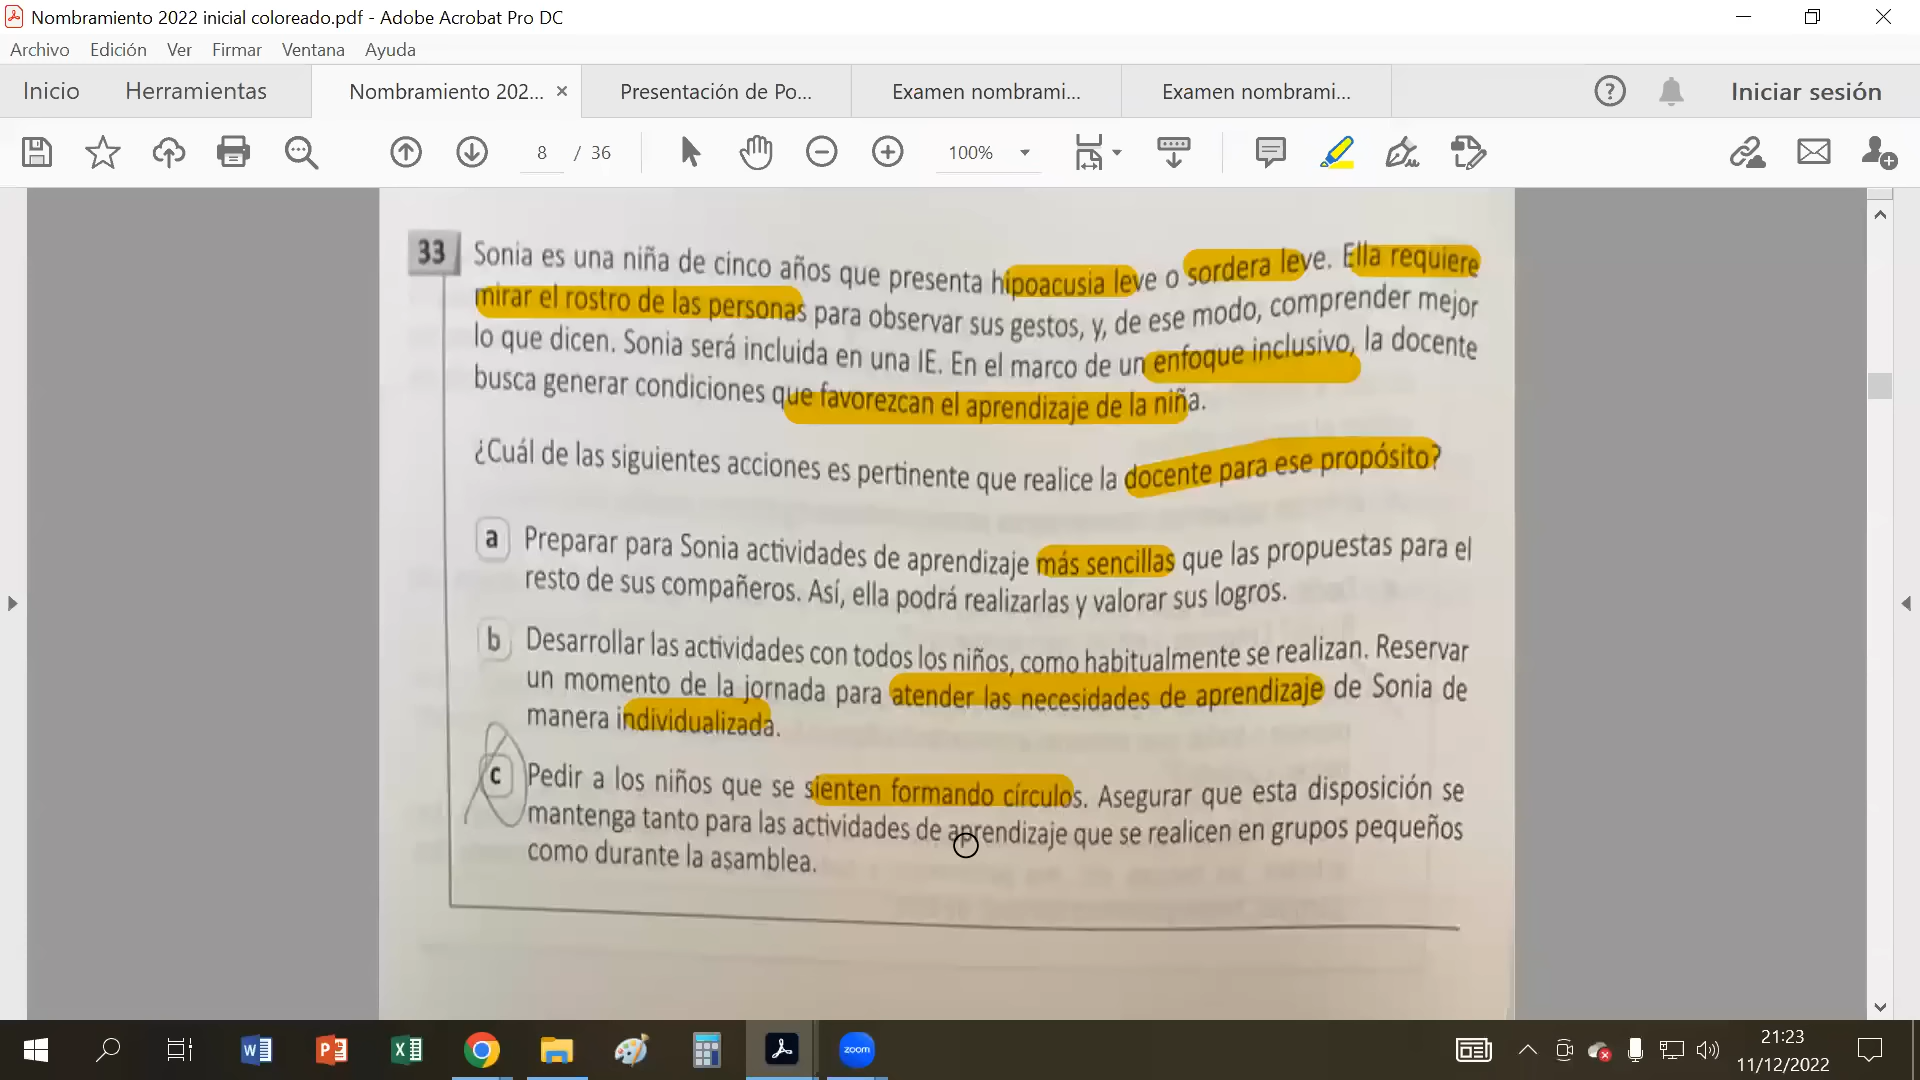 Nombramiento 2022 inicial coloreado.pdf - Adobe Acrobat Pro DC
Archivo Edición Ver Firmar Ventana Ayuda
Inicio Herramientas Nombramiento 202... × Presentación de Po... Examen nombrami... Examen nombrami... Iniciar sesión
8 / 36 100%
33 Sonia es una niña de cinco años que presenta hipoacusia leve o sordera leve. Ella requiere
mirar el rostro de las personas para observar sus gestos, y, de ese modo, comprender mejor
lo que dicen. Sonia será incluida en una IE. En el marco de un enfoque inclusivo, la docente
busca generar condiciones que favorezcan el aprendizaje de la niña.
¿Cuál de las siguientes acciones es pertinente que realice la docente para ese propósito?
a Preparar para Sonia actividades de aprendizaje más sencillas que las propuestas para el
resto de sus compañeros. Así, ella podrá realizarlas y valorar sus logros.
b Desarrollar las actividades con todos los niños, como habitualmente se realizan. Reservar
un momento de la jornada para atender las necesidades de aprendizaje de Sonia de
manera individualizada.
c Pedir a los niños que se sienten formando círculos. Asegurar que esta disposición se
mantenga tanto para las actividades de aprendizaje que se realicen en grupos pequeños
como durante la asamblea.
zoom
21:23
11/12/2022